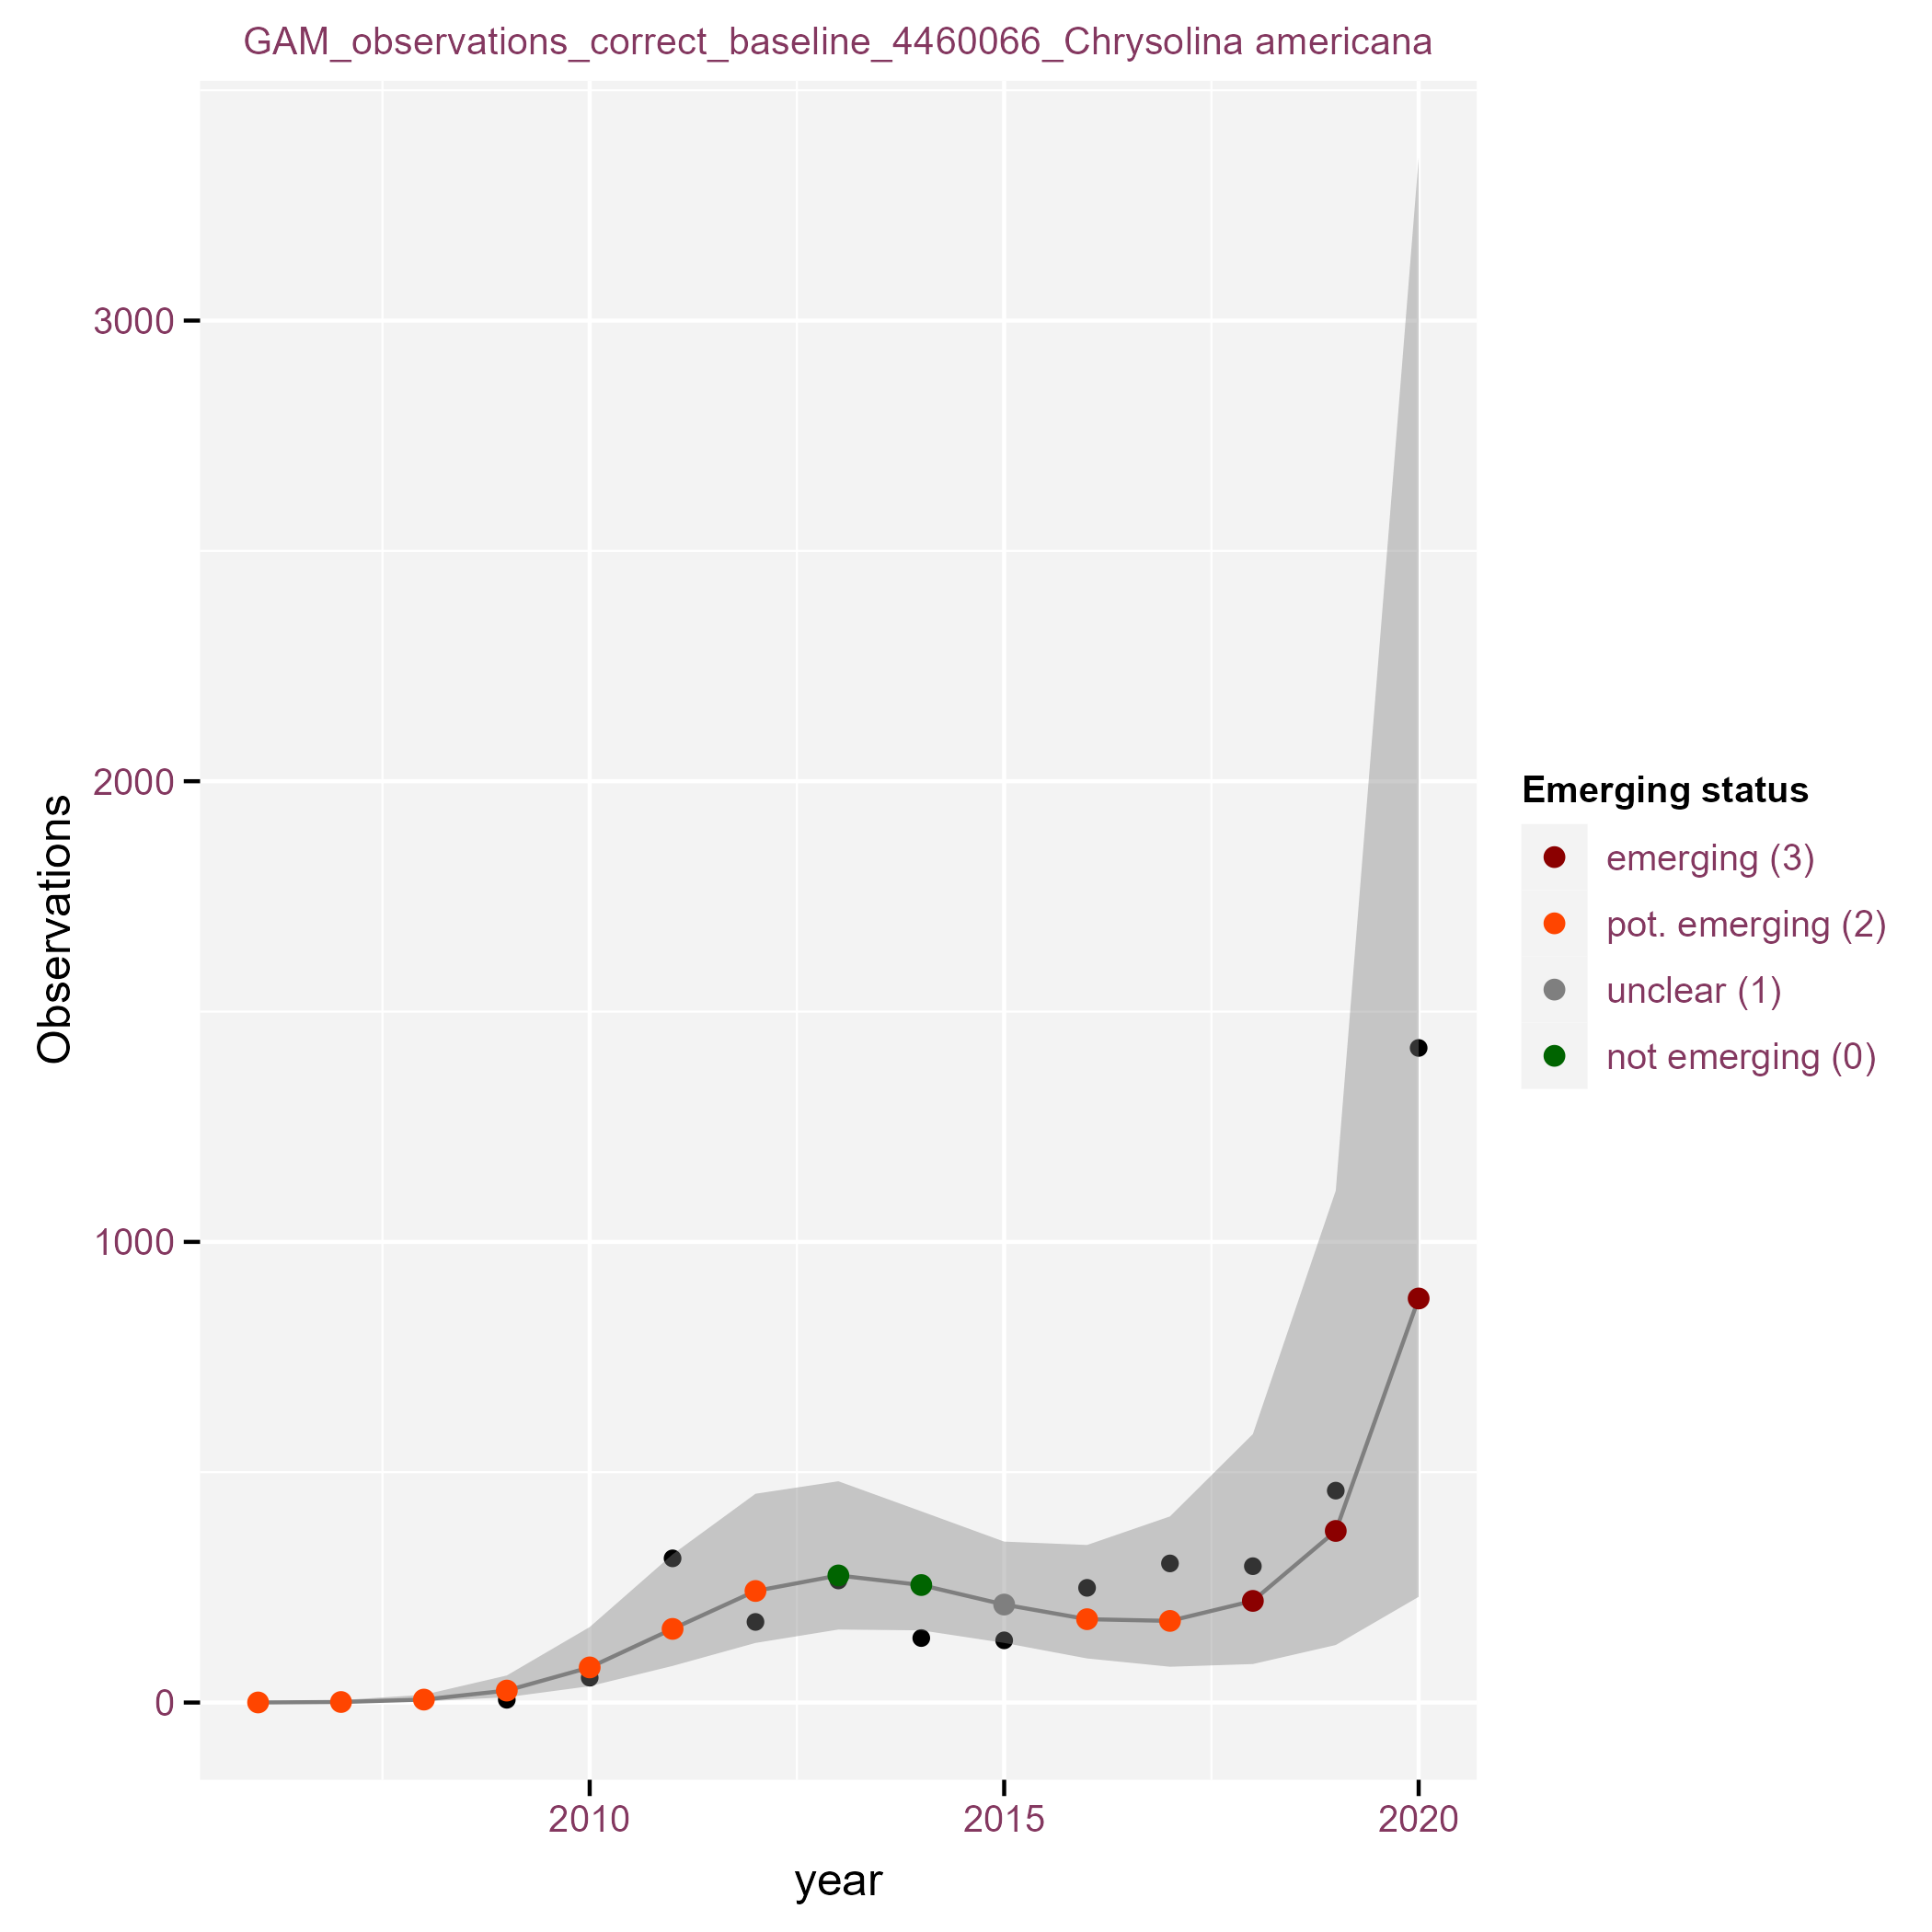 GAM_observations_correct_baseline_4460066_Chrysolina americana
3000
2000
1000
0
Observations
2010
2015
2020
year
Emerging status
emerging (3)
pot. emerging (2)
unclear (1)
not emerging (0)